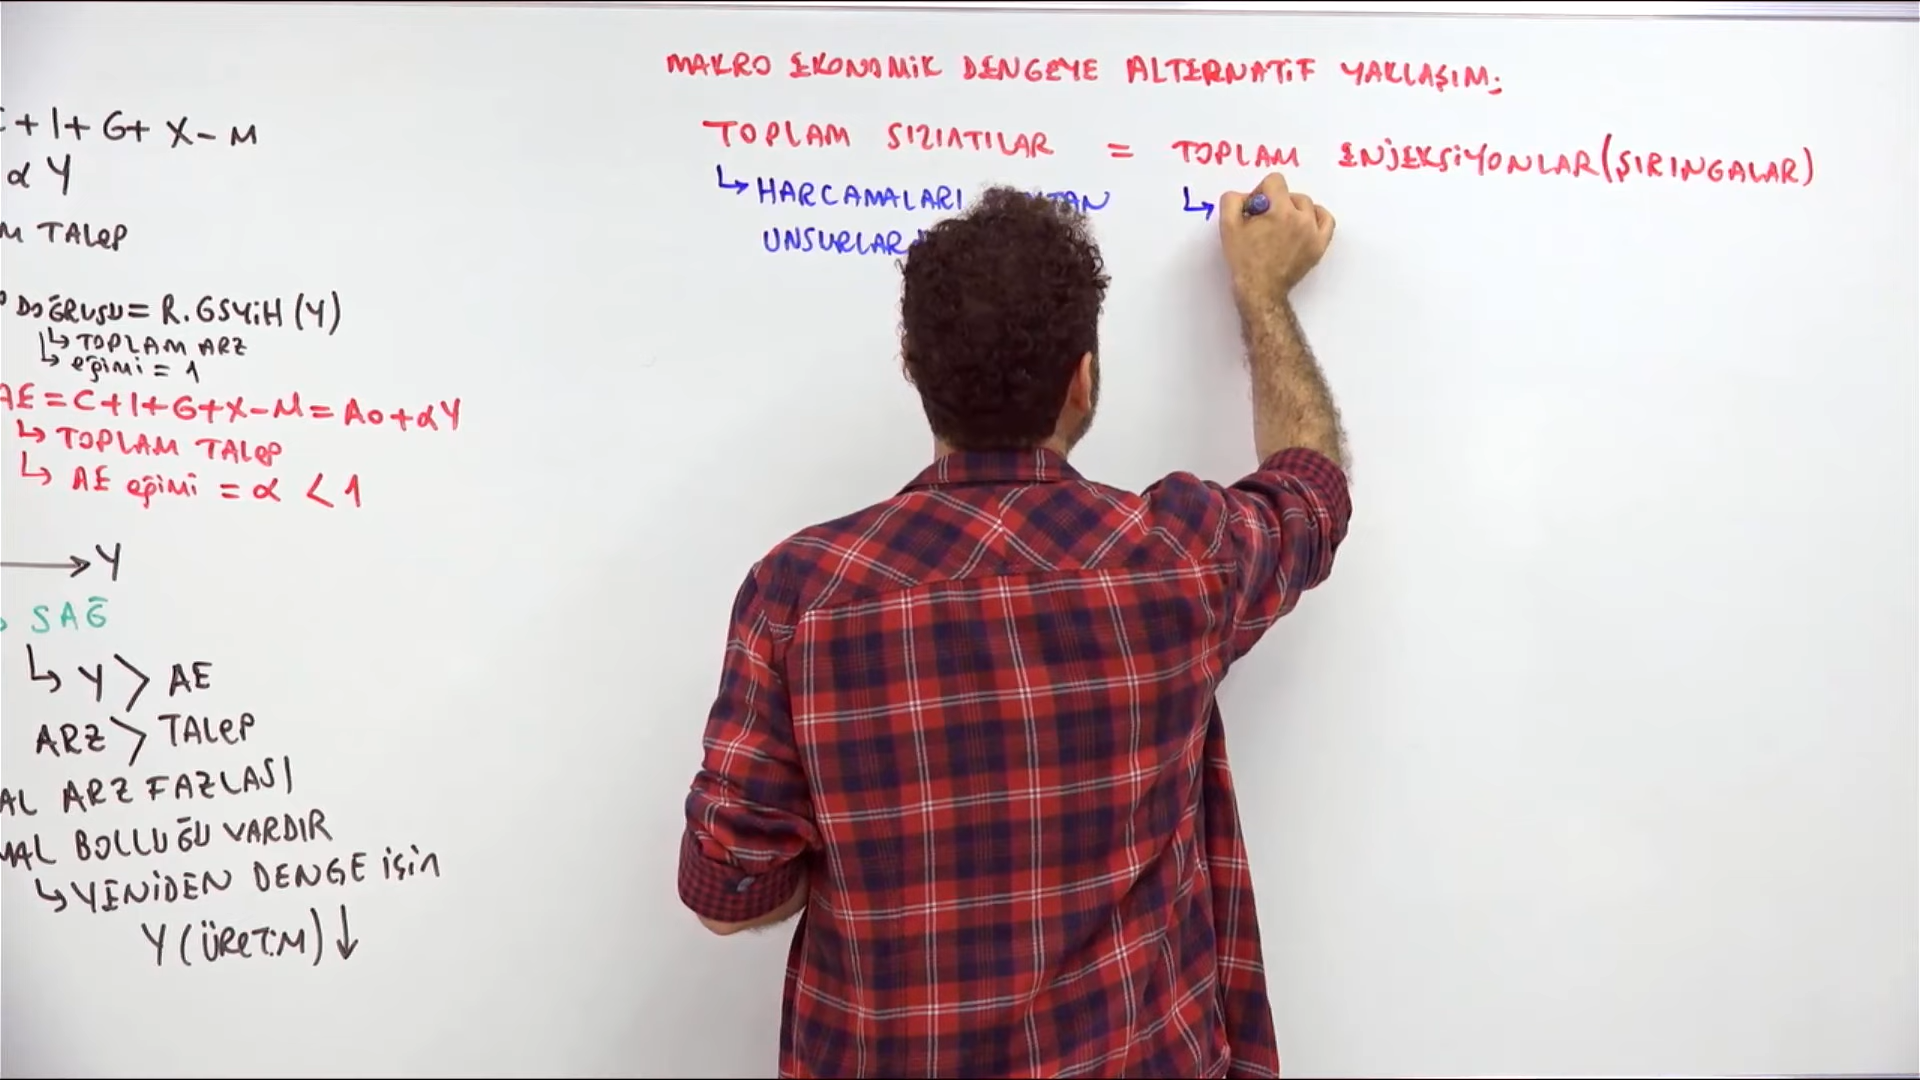 C+I+G+ X-M
αY
M TALEP
DOĞRUSU = R.GSYİH (Y)
↳ TOPLAM ARZ
↳ eğimi = 1
AE = C+I+G+X-M = A0 + αY
↳ TOPLAM TALEP
↳ AE eğimi = α < 1
→ Y
SAĞ
↳ Y > AE
ARZ > TALEP
AL ARZ FAZLASI
MAL BOLLUĞU VARDIR
↳ YENİDEN DENGE için
Y (ÜRETİM) ↓
MAKRO EKONOMİK DENGEYE ALTERNATİF YAKLAŞIM:
TOPLAM SIZINTILAR = TOPLAM ENJEKSİYONLAR (ŞIRINGALAR)
↳ HARCAMALARI
UNSURLAR
↳